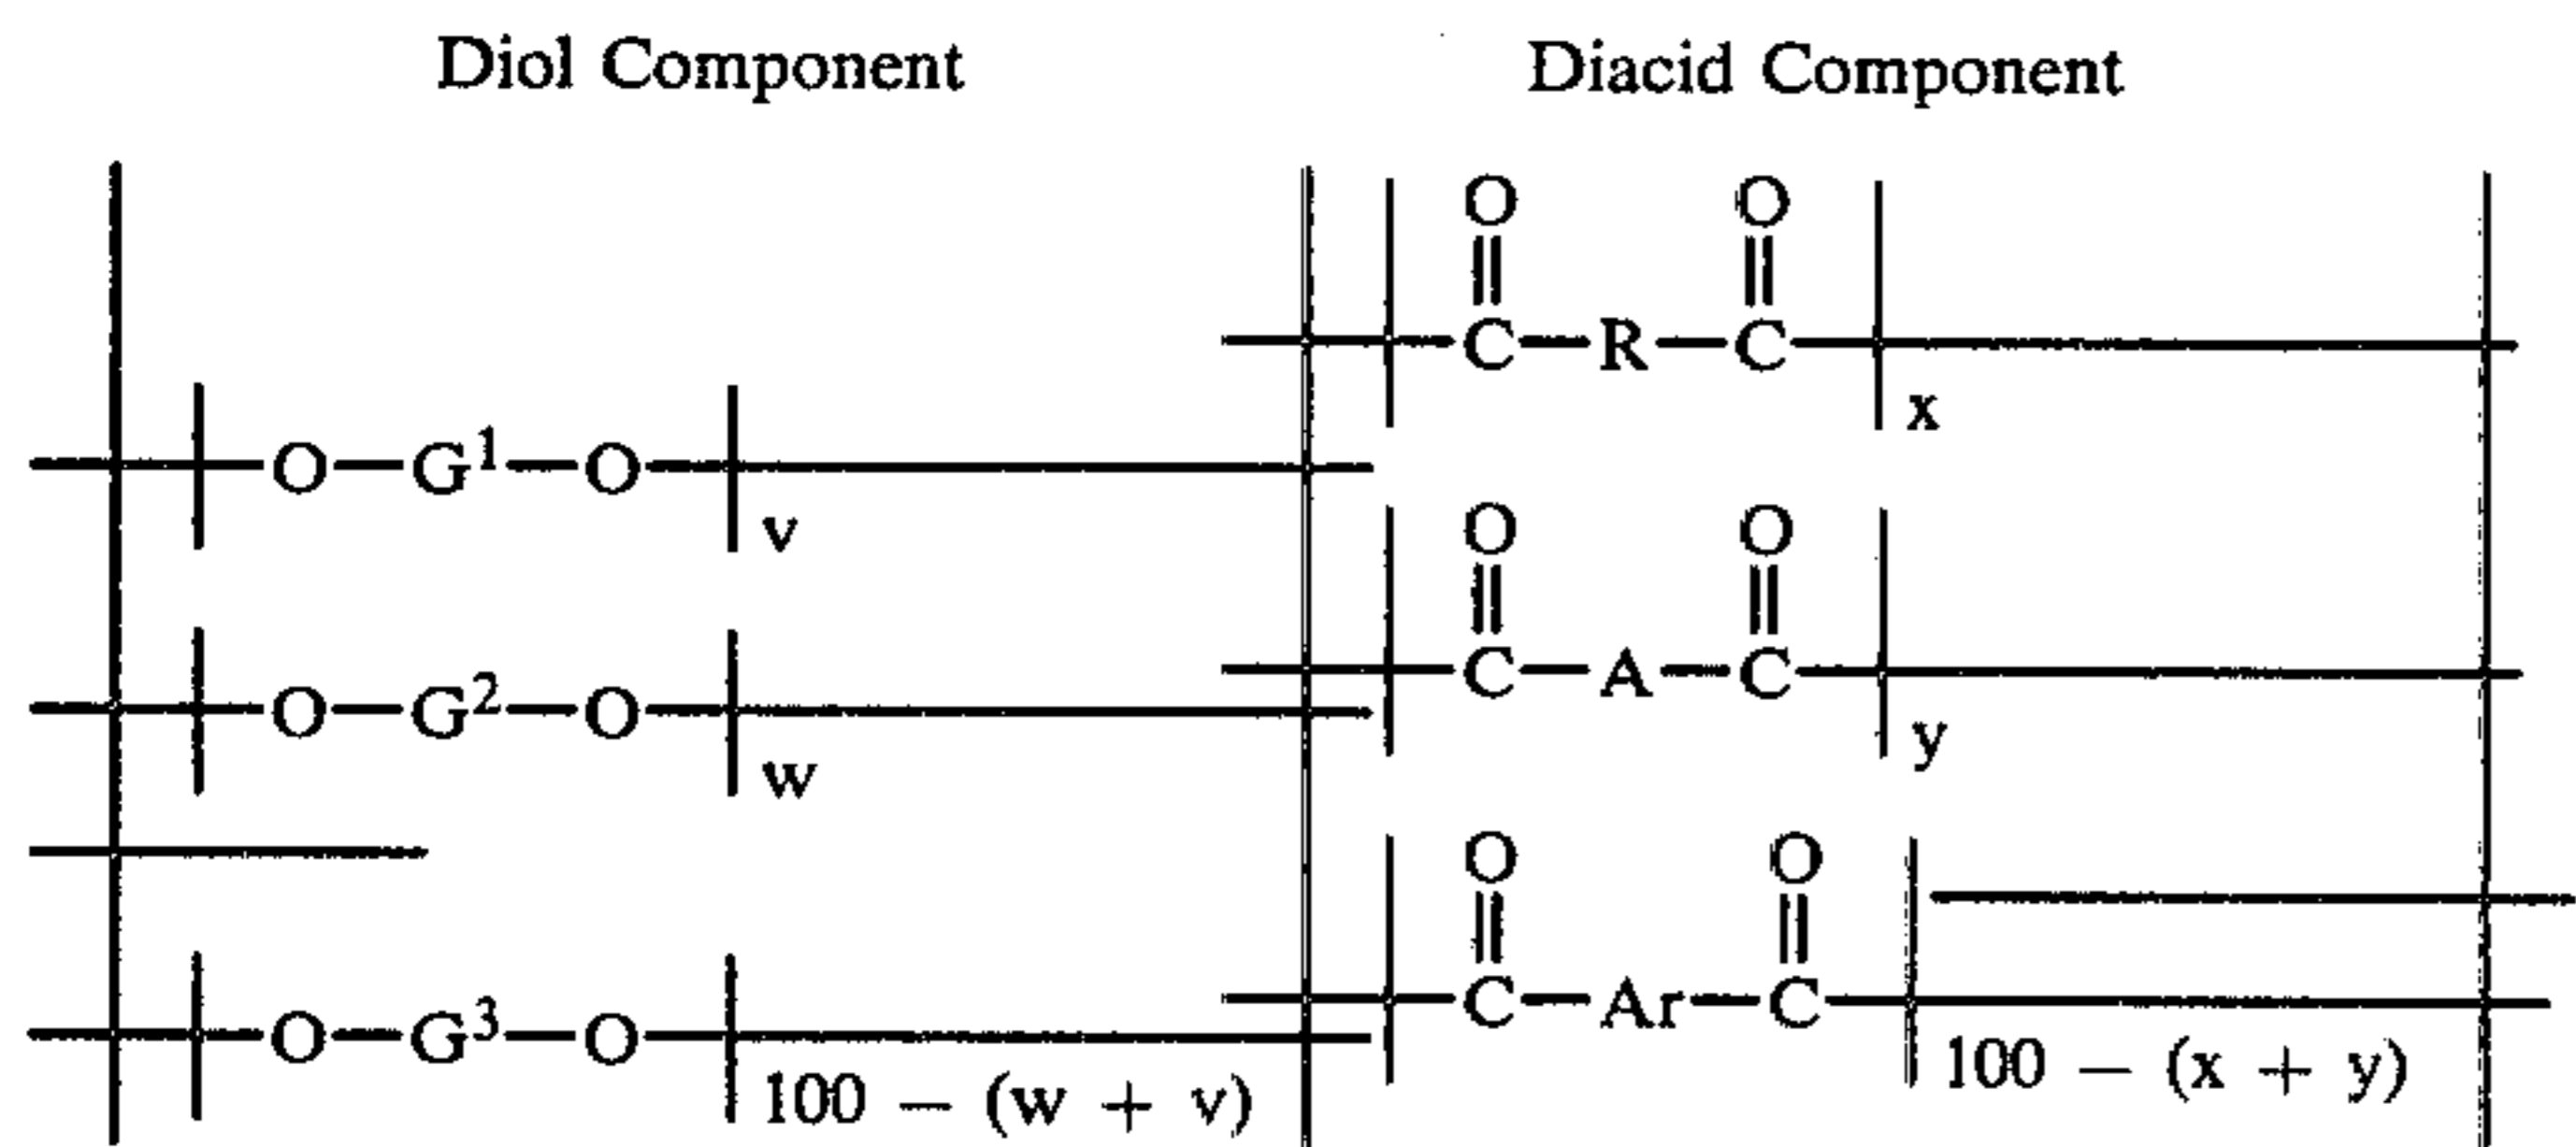 Diol Component Diacid Component
O O
C—R—C
x
O—G¹—O
v
O O
C—A—C
y
O—G²—O
w
O O
C—Ar—C
100 − (x + y)
O—G³—O
100 − (w + v)